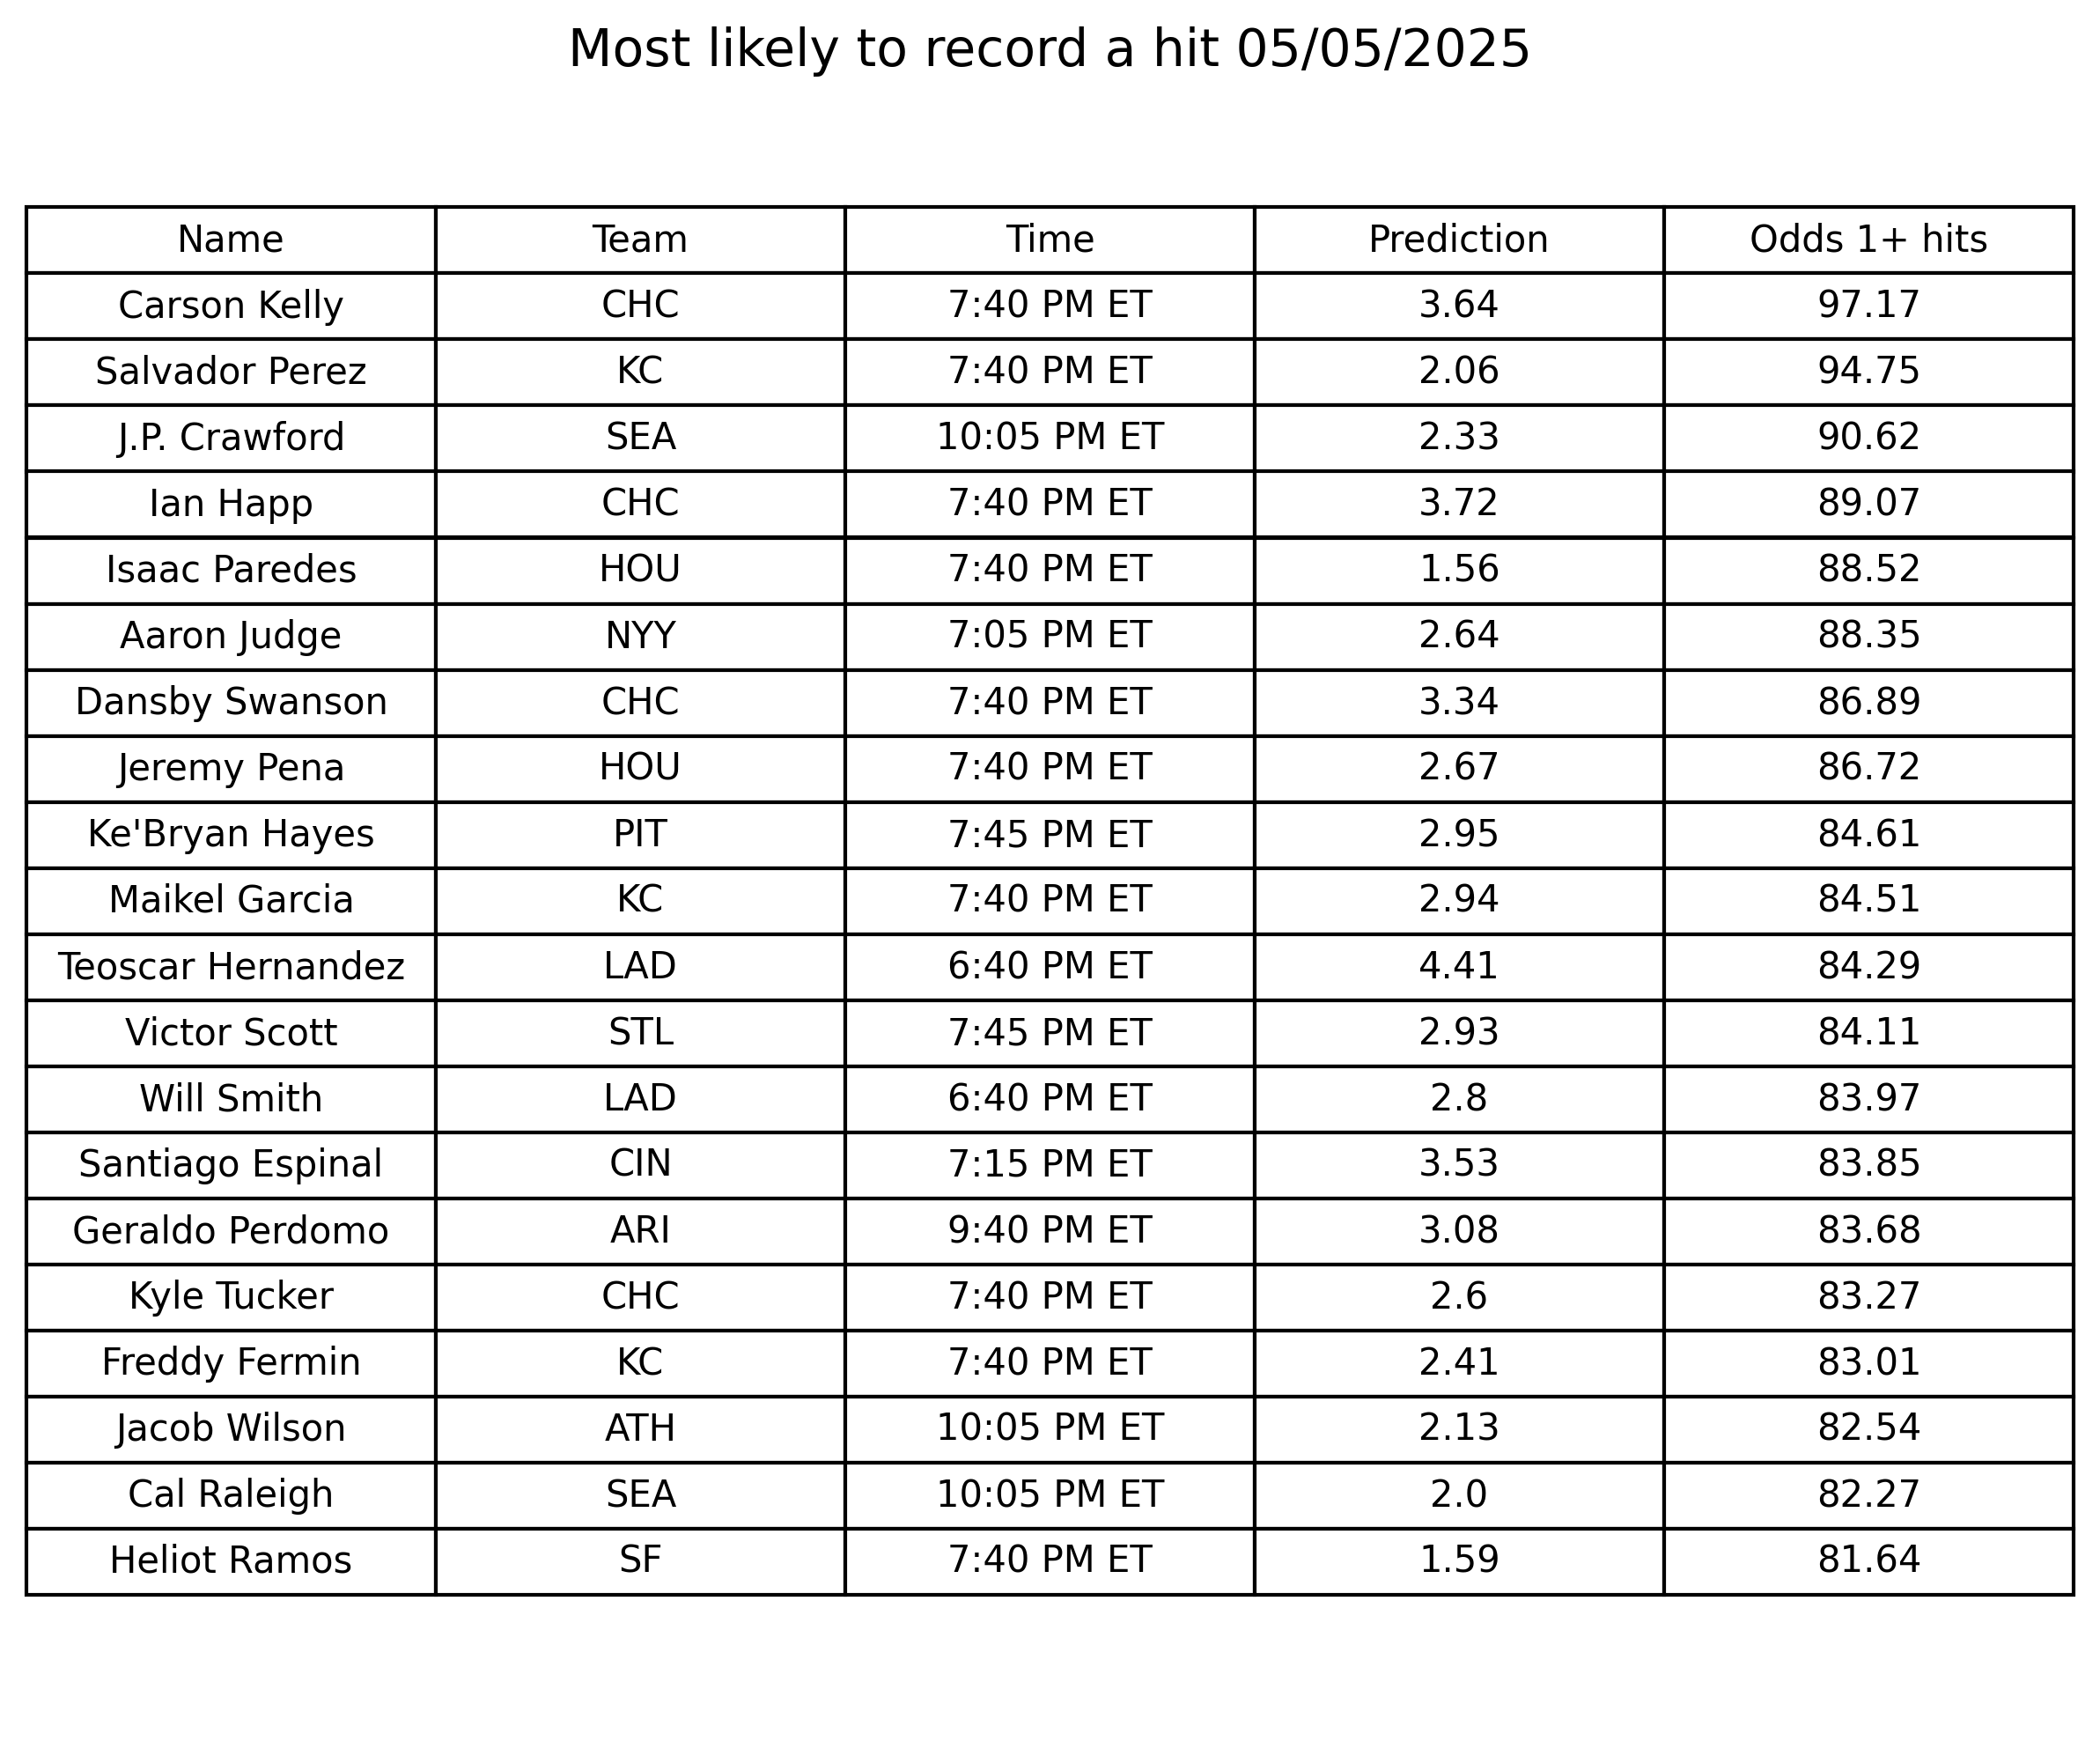 Most likely to record a hit 05/05/2025
Name Team Time Prediction Odds 1+ hits
Carson Kelly CHC 7:40 PM ET 3.64 97.17
Salvador Perez KC 7:40 PM ET 2.06 94.75
J.P. Crawford SEA 10:05 PM ET 2.33 90.62
Ian Happ CHC 7:40 PM ET 3.72 89.07
Isaac Paredes HOU 7:40 PM ET 1.56 88.52
Aaron Judge NYY 7:05 PM ET 2.64 88.35
Dansby Swanson CHC 7:40 PM ET 3.34 86.89
Jeremy Pena HOU 7:40 PM ET 2.67 86.72
Ke'Bryan Hayes PIT 7:45 PM ET 2.95 84.61
Maikel Garcia KC 7:40 PM ET 2.94 84.51
Teoscar Hernandez LAD 6:40 PM ET 4.41 84.29
Victor Scott STL 7:45 PM ET 2.93 84.11
Will Smith LAD 6:40 PM ET 2.8 83.97
Santiago Espinal CIN 7:15 PM ET 3.53 83.85
Geraldo Perdomo ARI 9:40 PM ET 3.08 83.68
Kyle Tucker CHC 7:40 PM ET 2.6 83.27
Freddy Fermin KC 7:40 PM ET 2.41 83.01
Jacob Wilson ATH 10:05 PM ET 2.13 82.54
Cal Raleigh SEA 10:05 PM ET 2.0 82.27
Heliot Ramos SF 7:40 PM ET 1.59 81.64